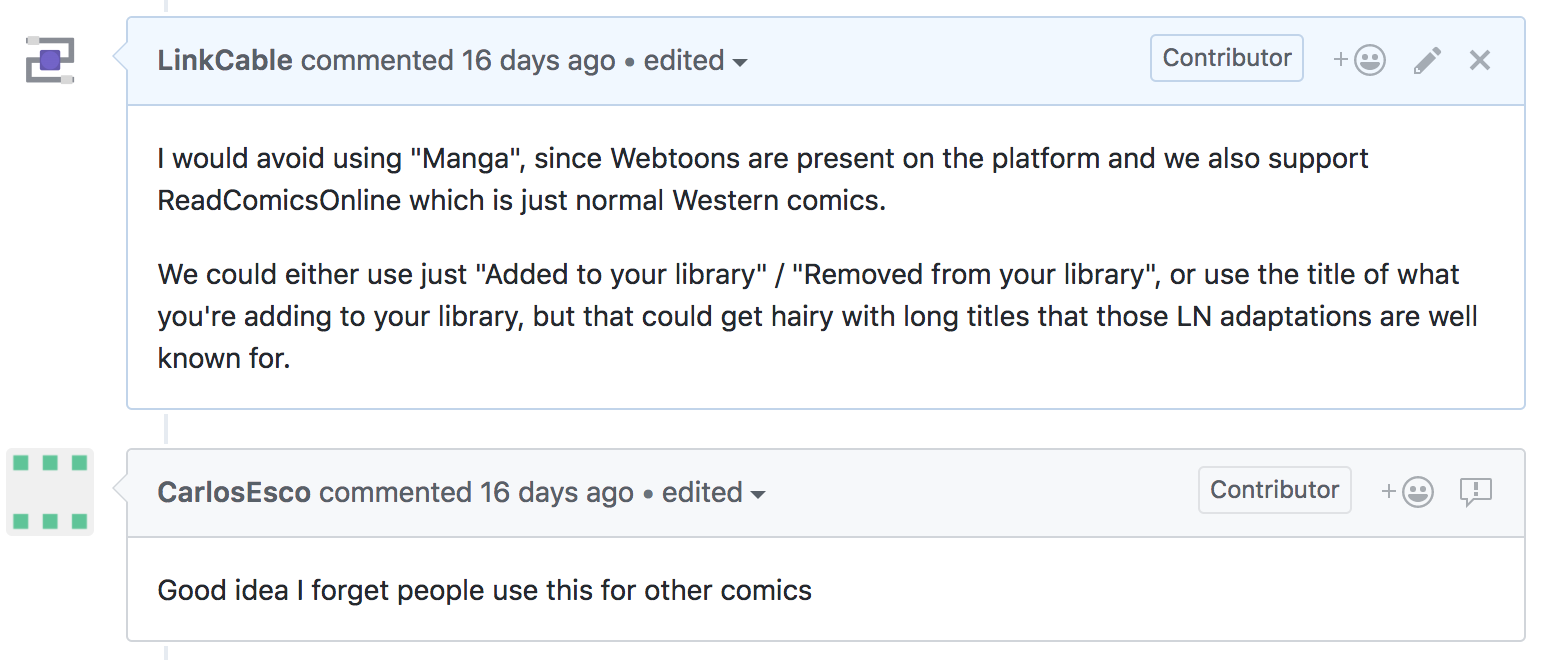 LinkCable commented 16 days ago • edited
Contributor
I would avoid using "Manga", since Webtoons are present on the platform and we also support
ReadComicsOnline which is just normal Western comics.
We could either use just "Added to your library" / "Removed from your library", or use the title of what
you're adding to your library, but that could get hairy with long titles that those LN adaptations are well
known for.
CarlosEsco commented 16 days ago • edited
Contributor
Good idea I forget people use this for other comics